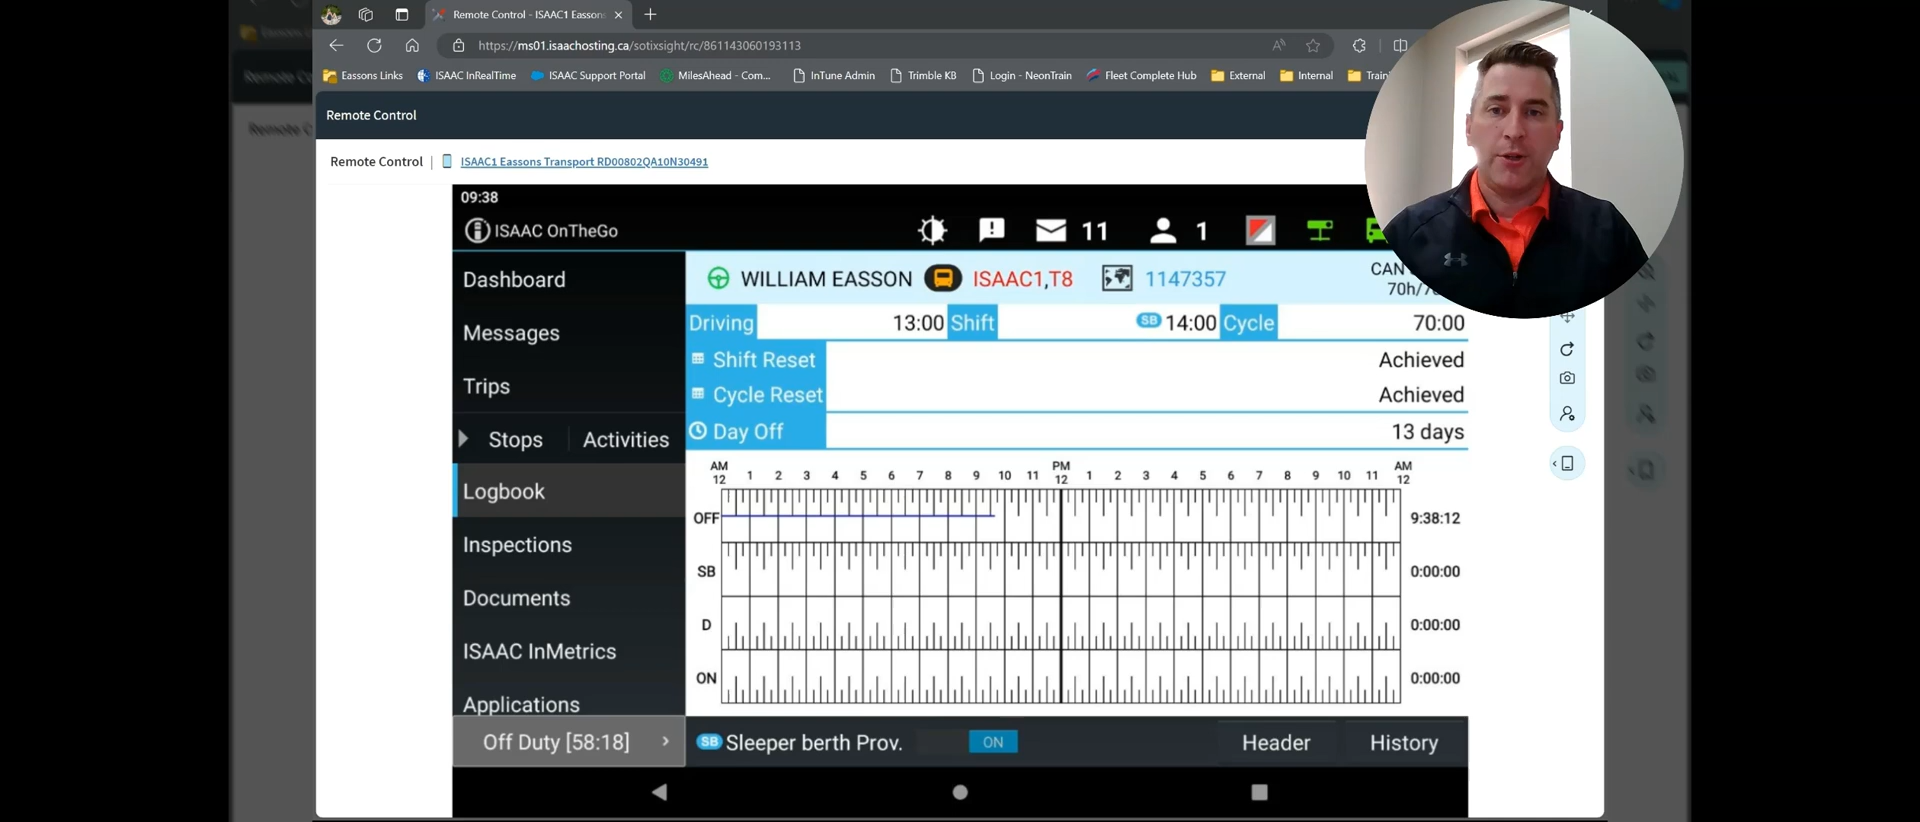 Remote Control - ISAAC1 Eassons
https://ms01.isaachosting.ca/sotixsight/rc/861143060193113
Eassons Links ISAAC InRealTime ISAAC Support Portal MilesAhead - Com... InTune Admin Trimble KB Login - NeonTrain Fleet Complete Hub External Internal
Remote Control
Remote Control | ISAAC1 Eassons Transport RD00802QA10N30491
09:38
ISAAC OnTheGo 11 1
Dashboard
Messages
Trips
Stops Activities
Logbook
Inspections
Documents
ISAAC InMetrics
Applications
Off Duty [58:18] >
WILLIAM EASSON ISAAC1,T8 1147357 CAN
70h/
Driving 13:00 Shift SB 14:00 Cycle 70:00
Shift Reset Achieved
Cycle Reset Achieved
Day Off 13 days
AM PM AM
12 1 2 3 4 5 6 7 8 9 10 11 12 1 2 3 4 5 6 7 8 9 10 11 12
OFF 9:38:12
SB 0:00:00
D 0:00:00
ON 0:00:00
SB Sleeper berth Prov. ON Header History